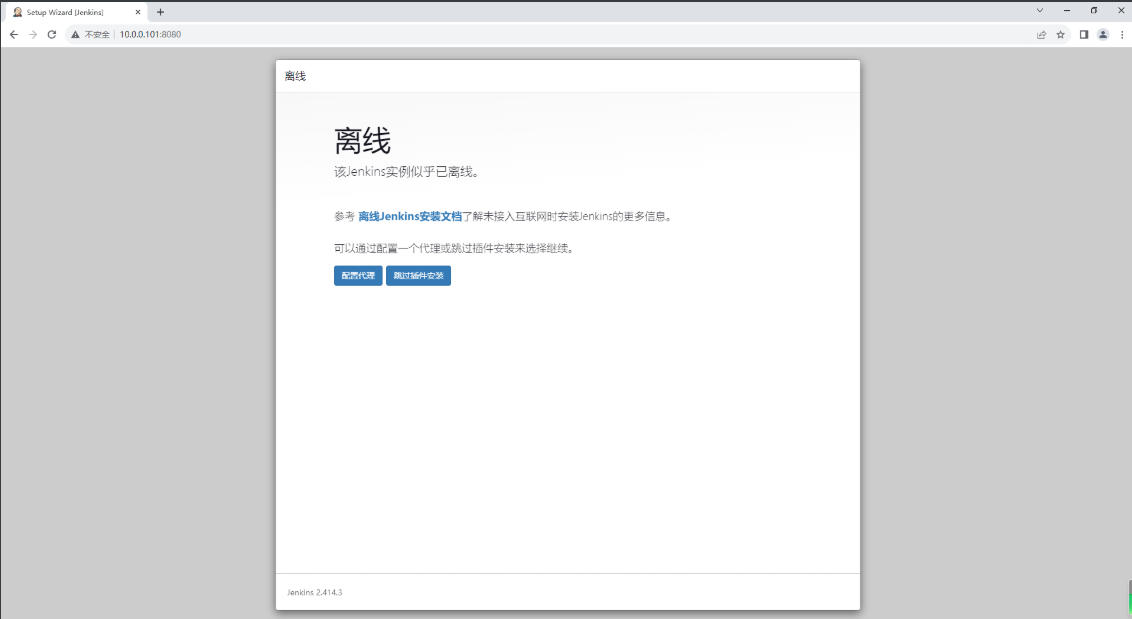 Setup Wizard [Jenkins]
不安全
10.0.0.101:8080
离线
离线
该Jenkins实例似乎已离线。
参考 离线Jenkins安装文档了解未接入互联网时安装Jenkins的更多信息。
可以通过配置一个代理或跳过插件安装来选择继续。
配置代理 跳过插件安装
Jenkins 2.414.3